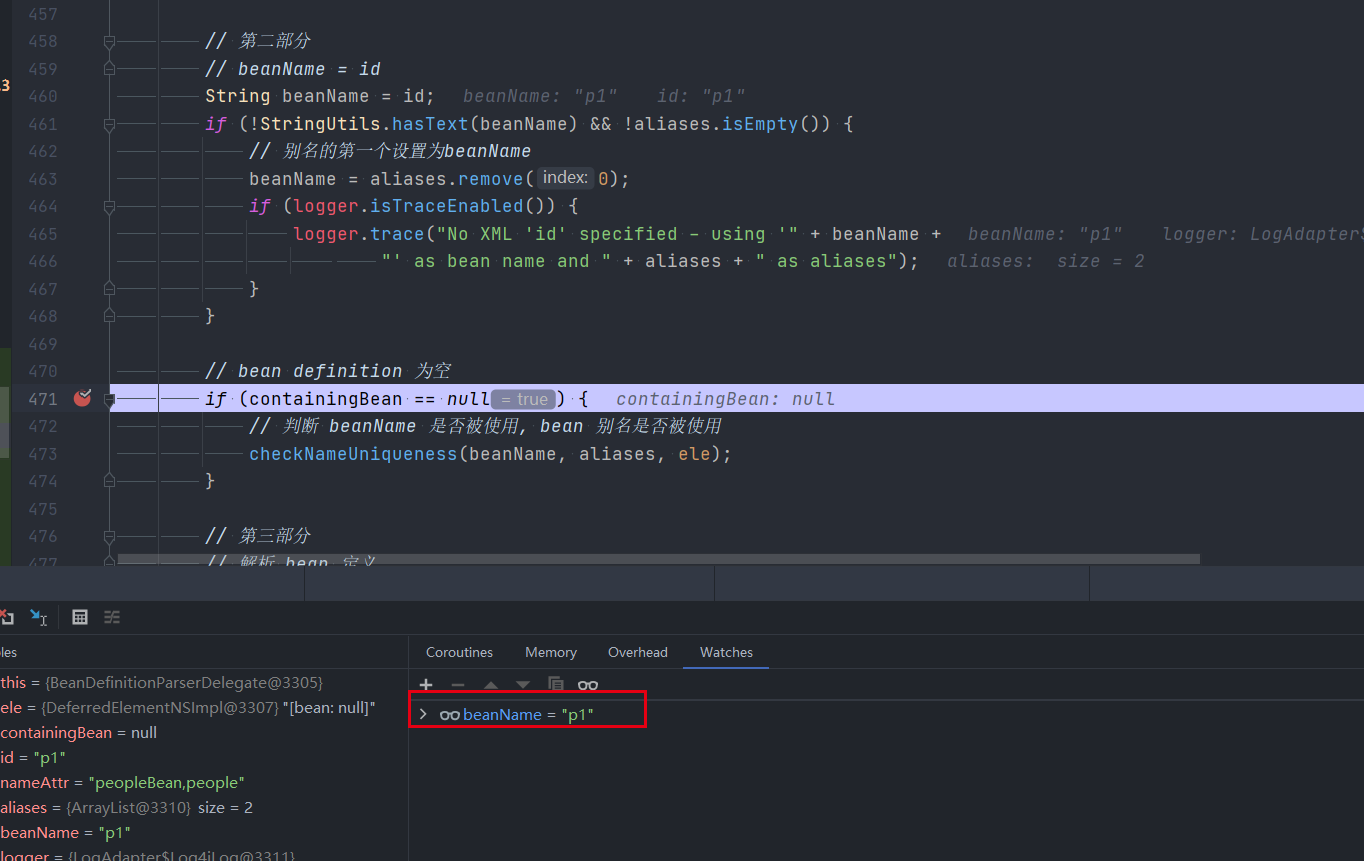 457
458 // 第二部分
459 // beanName = id
.3
460 String beanName = id; beanName: "p1" id: "p1"
461 if (!StringUtils.hasText(beanName) && !aliases.isEmpty()) {
462 // 别名的第一个设置为beanName
463 beanName = aliases.remove( index: 0);
464 if (logger.isTraceEnabled()) {
465 logger.trace("No XML 'id' specified - using '" + beanName + beanName: "p1" logger: LogAdapter
466 "' as bean name and " + aliases + " as aliases"); aliases: size = 2
467 }
468 }
469
470 // bean definition 为空
471 if (containingBean == null = true ) { containingBean: null
472 // 判断 beanName 是否被使用, bean 别名是否被使用
473 checkNameUniqueness(beanName, aliases, ele);
474 }
475
476 // 第三部分
477 // 解析 bean 定义
les
Coroutines Memory Overhead Watches
this = {BeanDefinitionParserDelegate@3305}
ele = {DeferredElementNSImpl@3307} "[bean: null]"
containingBean = null
id = "p1"
nameAttr = "peopleBean,people"
aliases = {ArrayList@3310} size = 2
beanName = "p1"
logger = {LogAdapter$Log4jLog@3311}
beanName = "p1"